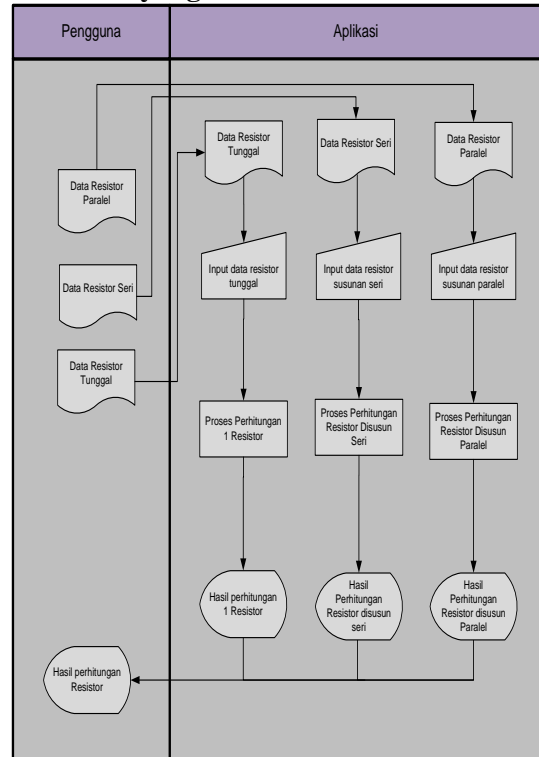 Pengguna
Aplikasi
Data Resistor
Paralel
Data Resistor Seri
Data Resistor
Tunggal
Data Resistor
Tunggal
Data Resistor Seri
Data Resistor
Paralel
Input data resistor
tunggal
Input data resistor
susunan seri
Input data resistor
susunan paralel
Proses Perhitungan
1 Resistor
Proses Perhitungan
Resistor Disusun
Seri
Proses Perhitungan
Resistor Disusun
Paralel
Hasil perhitungan
1 Resistor
Hasil
Perhitungan
Resistor disusun
seri
Hasil
Perhitungan
Resistor disusun
Paralel
Hasil perhitungan
Resistor